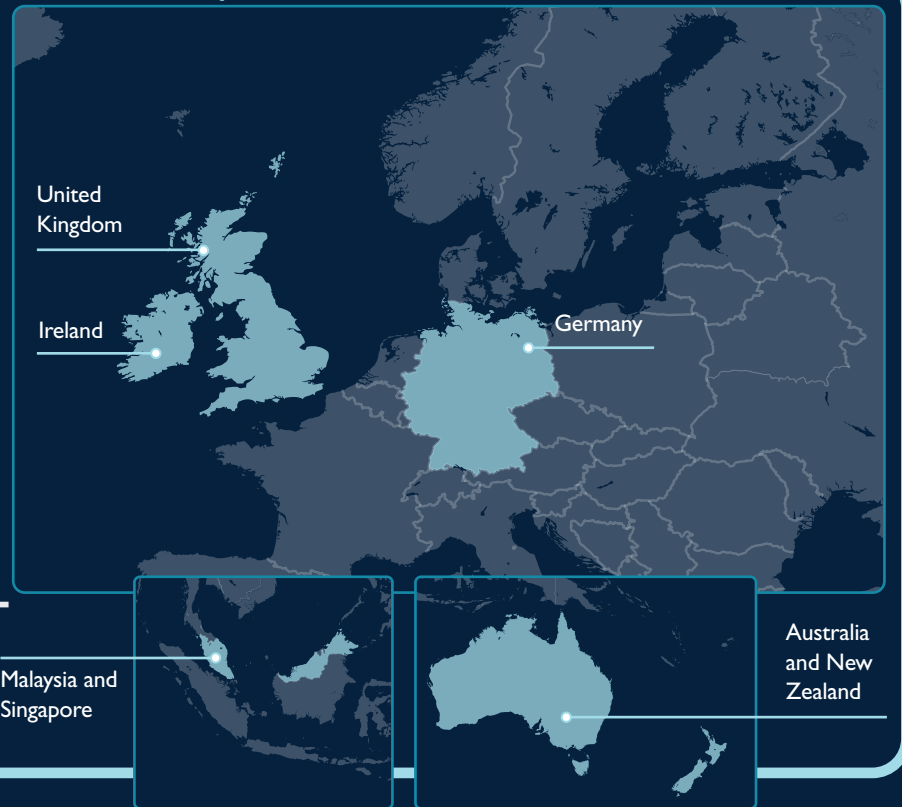 United
Kingdom
Ireland
Germany
Malaysia and
Singapore
Australia
and New
Zealand